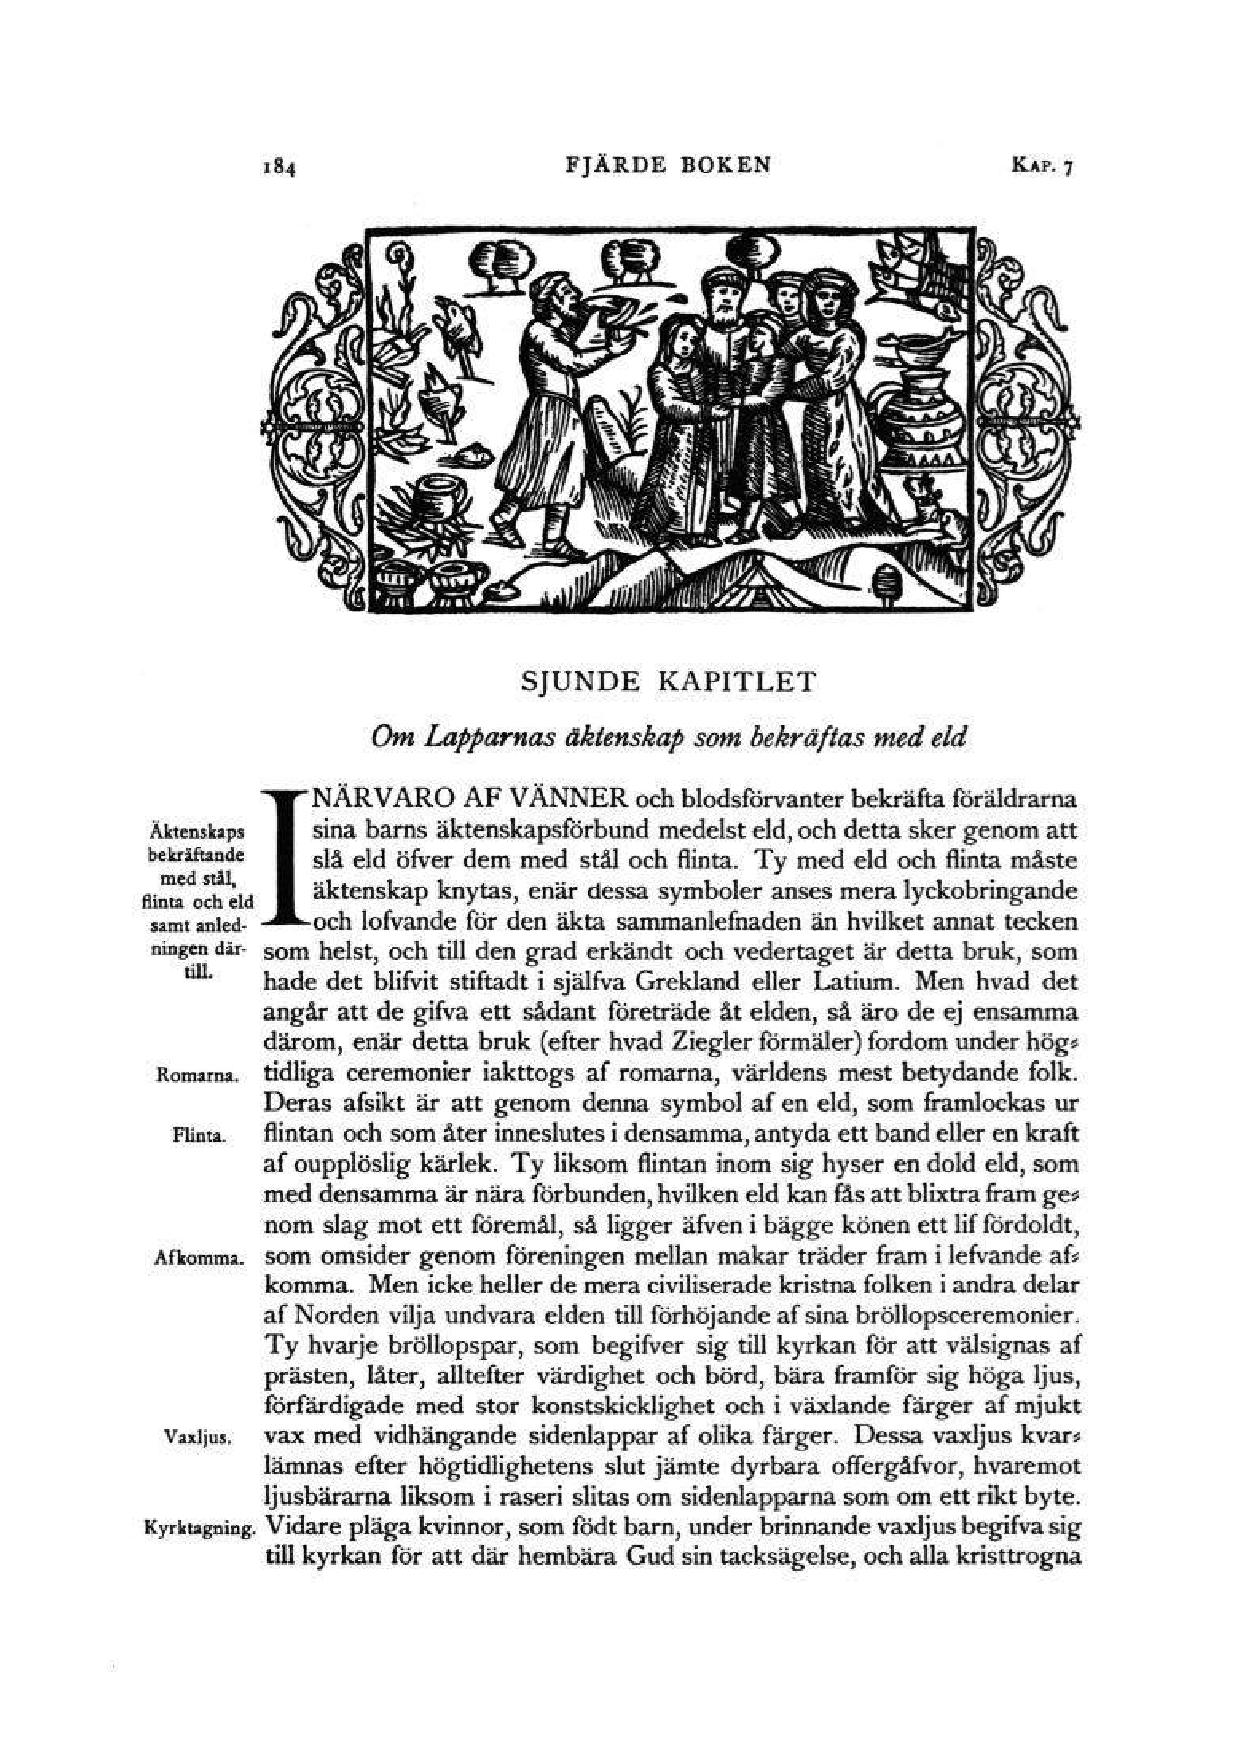 184 FJÄRDE BOKEN KAP. 7
SJUNDE KAPITLET
Om Lapparnas äktenskap som bekräftas med eld
I NÄRVARO AF VÄNNER och blodsförvanter bekräfta föräldrarna
sina barns äktenskapsförbund medelst eld, och detta sker genom att
slå eld öfver dem med stål och flinta. Ty med eld och flinta måste
äktenskap knytas, enär dessa symboler anses mera lyckobringande
och lofvande för den äkta sammanlefnaden än hvilket annat tecken
som helst, och till den grad erkändt och vedertaget är detta bruk, som
hade det blifvit stiftadt i själfva Grekland eller Latium. Men hvad det
angår att de gifva ett sådant företräde åt elden, så äro de ej ensamma
därom, enär detta bruk (efter hvad Ziegler förmäler) fordom under hög-
tidliga ceremonier iakttogs af romarna, världens mest betydande folk.
Deras afsikt är att genom denna symbol af en eld, som framlockas ur
flintan och som åter inneslutes i densamma, antyda ett band eller en kraft
af oupplöslig kärlek. Ty liksom flintan inom sig hyser en dold eld, som
med densamma är nära förbunden, hvilken eld kan fås att blixtra fram ge-
nom slag mot ett föremål, så ligger äfven i bägge könen ett lif fördoldt,
som omsider genom föreningen mellan makar träder fram i lefvande af-
komma. Men icke heller de mera civiliserade kristna folken i andra delar
af Norden vilja undvara elden till förhöjande af sina bröllopsceremonier.
Ty hvarje bröllopspar, som begifver sig till kyrkan för att välsignas af
prästen, låter, alltefter värdighet och börd, bära framför sig höga ljus,
förfärdigade med stor konstskicklighet och i växlande färger af mjukt
vax med vidhängande sidenlappar af olika färger. Dessa vaxljus kvar-
lämnas efter högtidlighetens slut jämte dyrbara offergåfvor, hvaremot
ljusbärarna liksom i raseri slitas om sidenlapparna som om ett rikt byte.
Vidare pläga kvinnor, som födt barn, under brinnande vaxljus begifva sig
till kyrkan för att där hembära Gud sin tacksägelse, och alla kristtrogna
Äktenskaps
bekräftande
med stål,
flinta och eld
samt anled-
ningen där-
till.
Romarna.
Flinta.
Afkomma.
Vaxljus.
Kyrktagning.